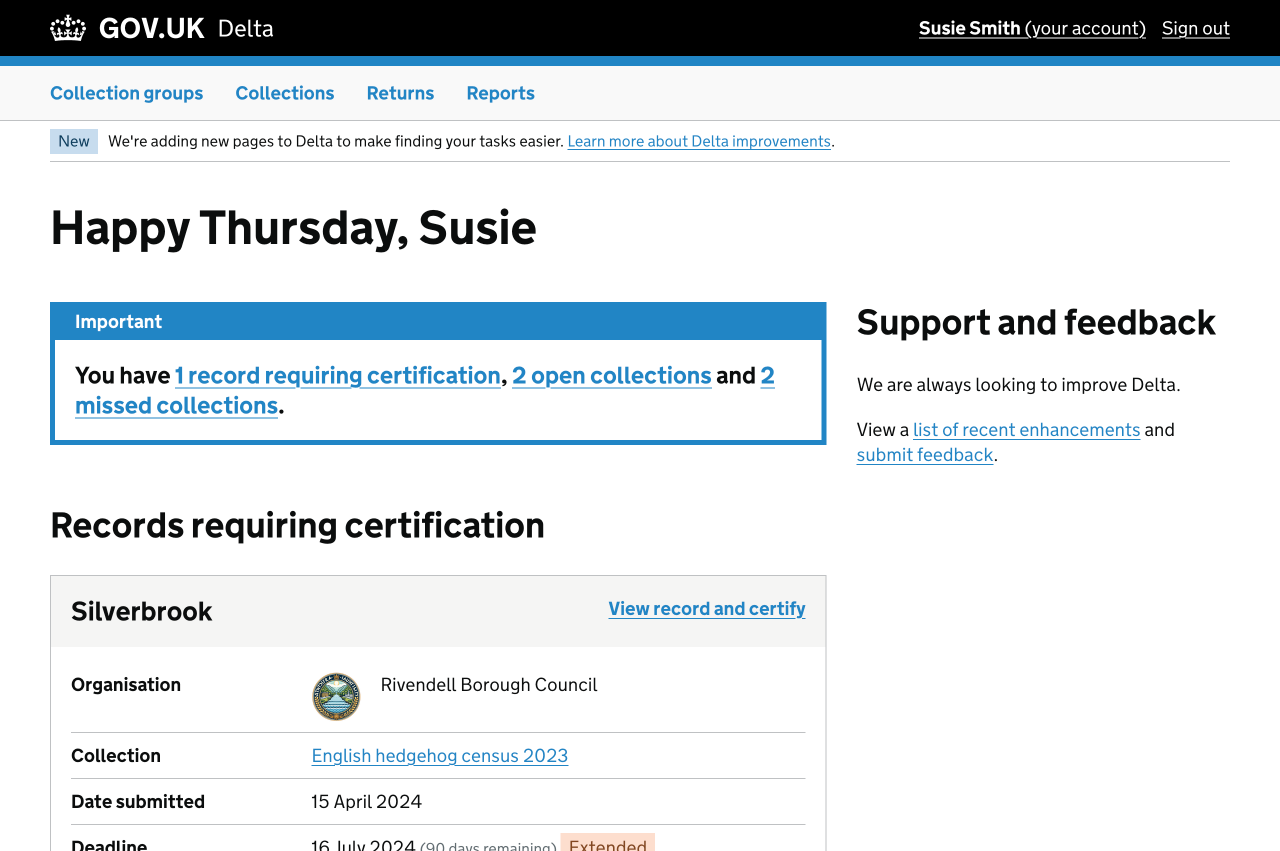 GOV.UK Delta
Susie Smith (your account) Sign out
Collection groups Collections Returns Reports
New We're adding new pages to Delta to make finding your tasks easier. Learn more about Delta improvements.
Happy Thursday, Susie
Important
You have 1 record requiring certification, 2 open collections and 2
missed collections.
Support and feedback
We are always looking to improve Delta.
View a list of recent enhancements and
submit feedback.
Records requiring certification
Silverbrook View record and certify
Organisation Rivendell Borough Council
Collection English hedgehog census 2023
Date submitted 15 April 2024
Deadline 16 July 2024 (90 days remaining) Extended